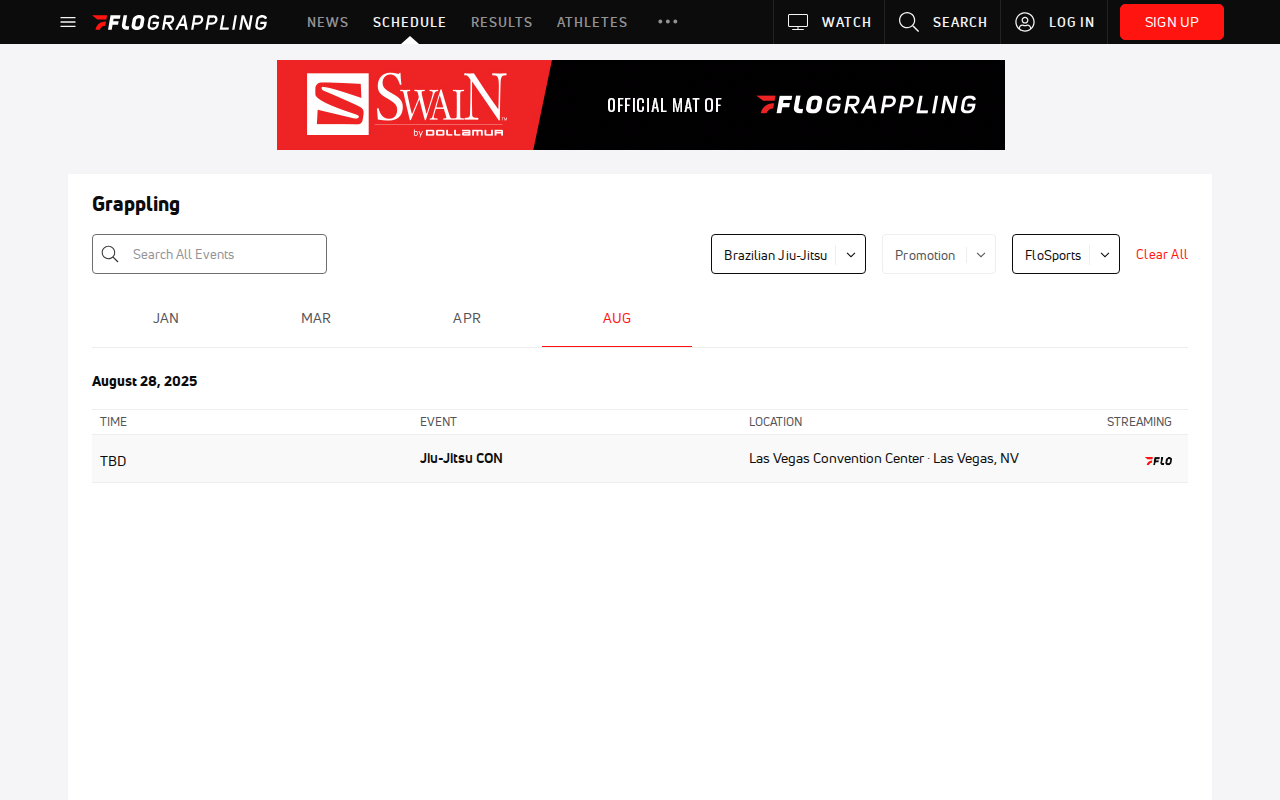 FLOGRAPPLING NEWS SCHEDULE RESULTS ATHLETES ••• WATCH SEARCH LOG IN SIGN UP
SWAIN™ by DOLLAMUR OFFICIAL MAT OF FLOGRAPPLING
Grappling
Search All Events Brazilian Jiu-Jitsu Promotion FloSports Clear All
JAN MAR APR AUG
August 28, 2025
TIME EVENT LOCATION STREAMING
TBD Jiu-Jitsu CON Las Vegas Convention Center · Las Vegas, NV FLO